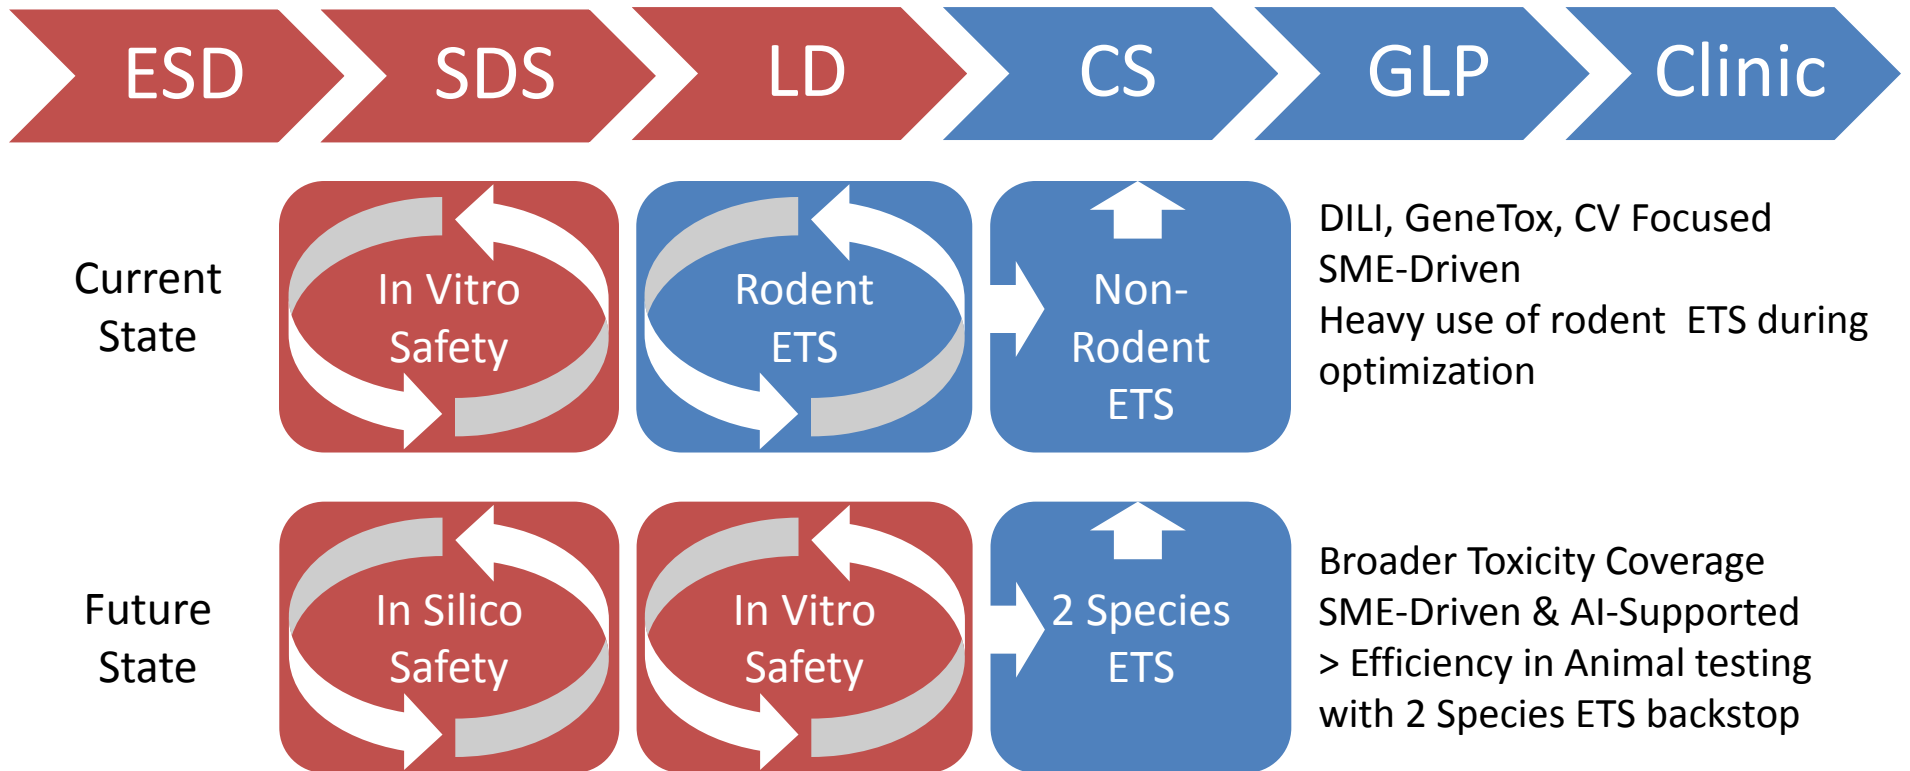 ESD
SDS
LD
CS
GLP
Clinic
Current
State
In Vitro
Safety
Rodent
ETS
Non-
Rodent
ETS
DILI, GeneTox, CV Focused
SME-Driven
Heavy use of rodent ETS during
optimization
Future
State
In Silico
Safety
In Vitro
Safety
2 Species
ETS
Broader Toxicity Coverage
SME-Driven & AI-Supported
> Efficiency in Animal testing
with 2 Species ETS backstop